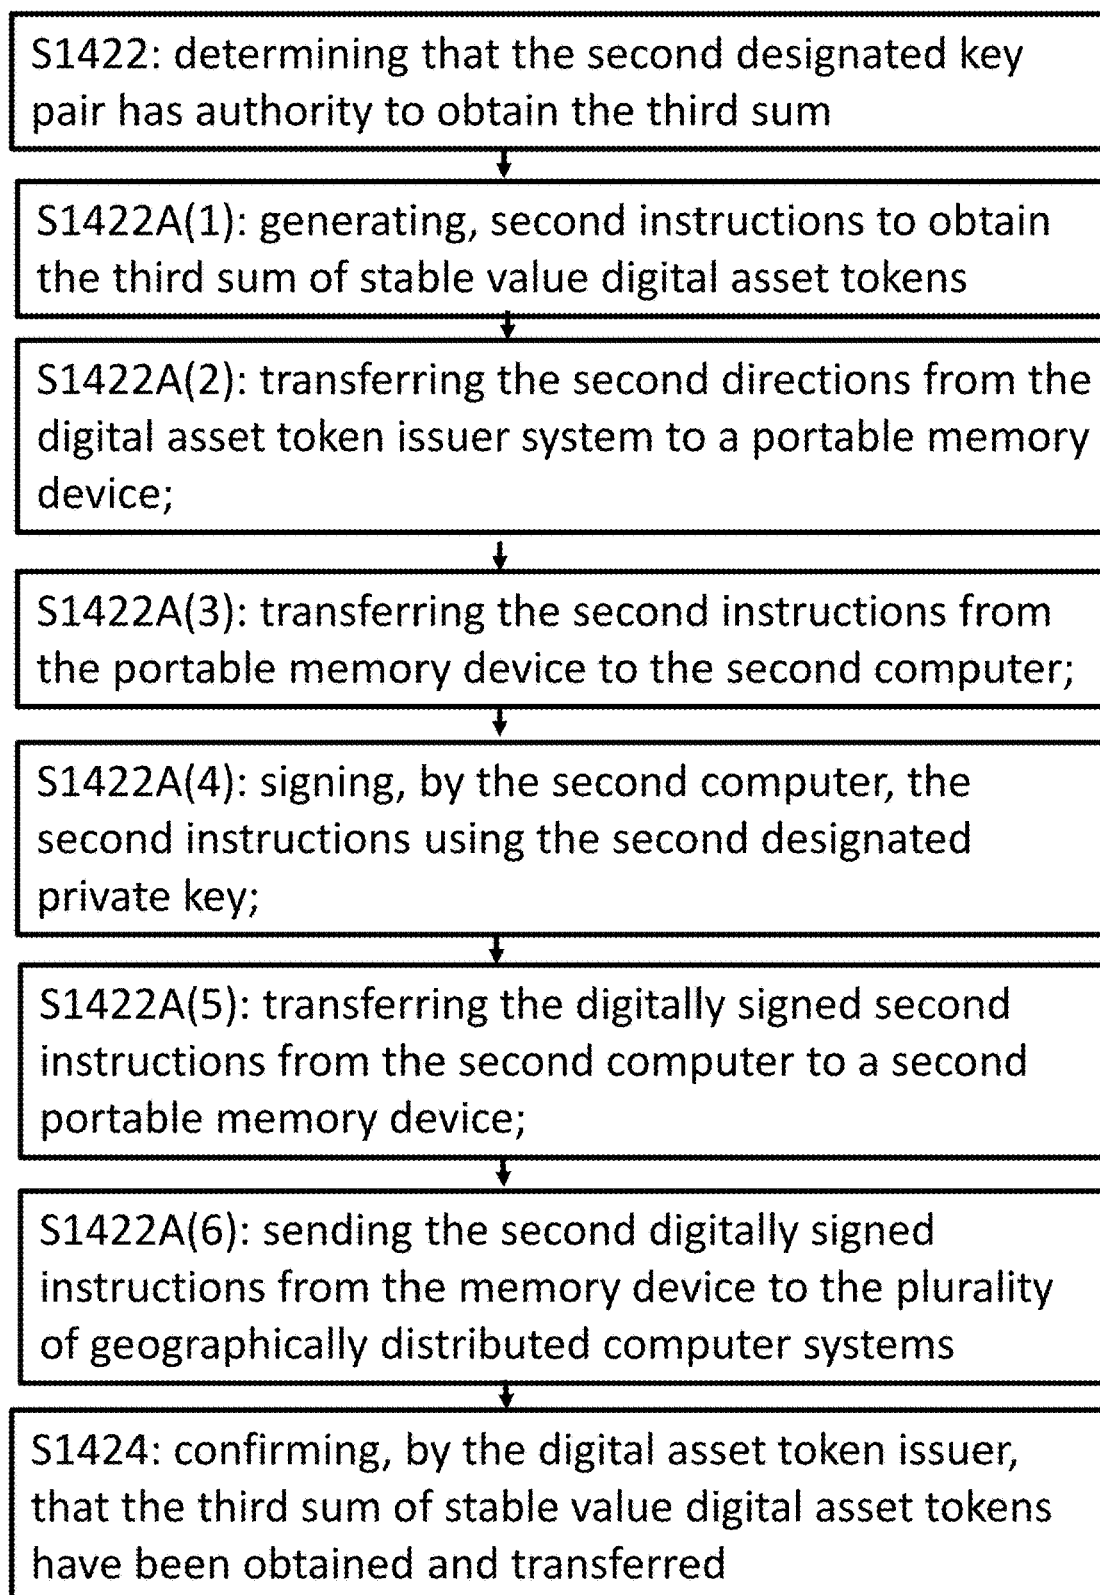 S1422: determining that the second designated key
pair has authority to obtain the third sum
S1422A(1): generating, second instructions to obtain
the third sum of stable value digital asset tokens
S1422A(2): transferring the second directions from the
digital asset token issuer system to a portable memory
device;
S1422A(3): transferring the second instructions from
the portable memory device to the second computer;
S1422A(4): signing, by the second computer, the
second instructions using the second designated
private key;
S1422A(5): transferring the digitally signed second
instructions from the second computer to a second
portable memory device;
S1422A(6): sending the second digitally signed
instructions from the memory device to the plurality
of geographically distributed computer systems
S1424: confirming, by the digital asset token issuer,
that the third sum of stable value digital asset tokens
have been obtained and transferred